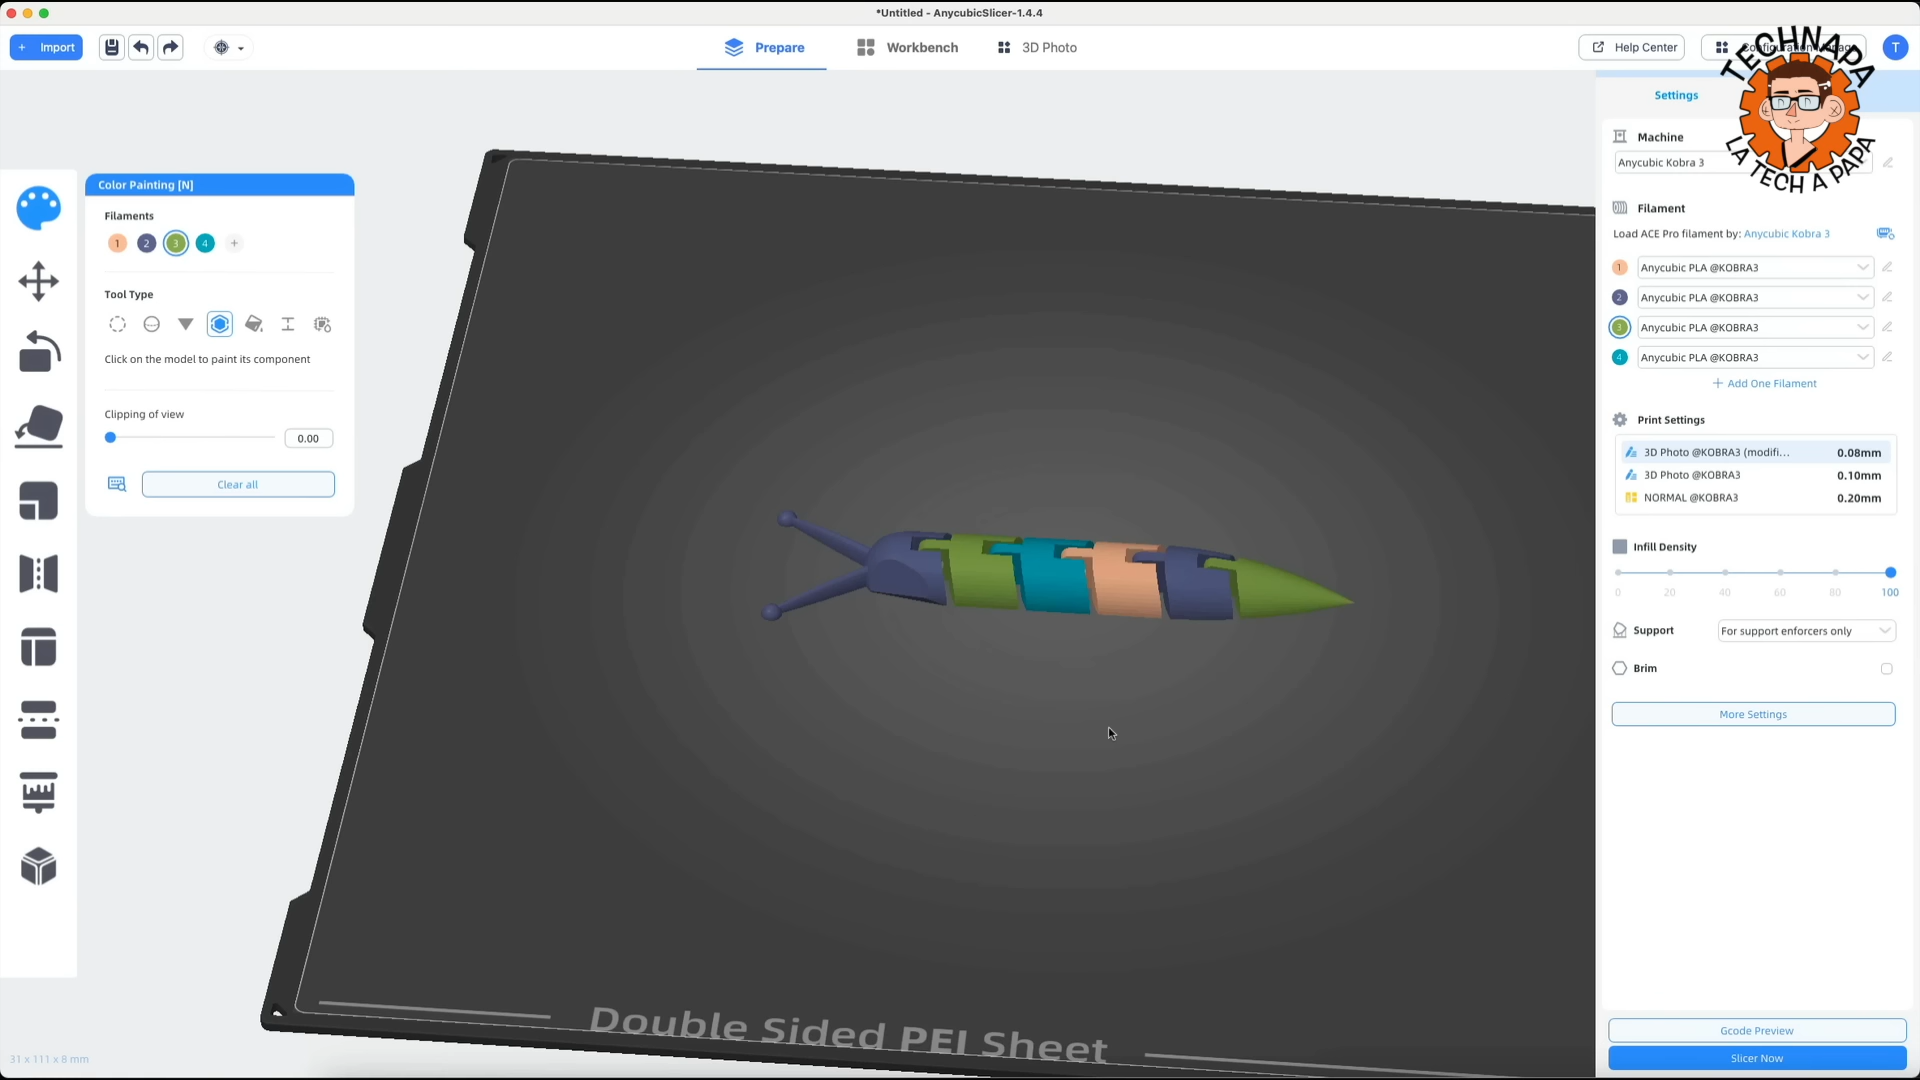 *Untitled - AnycubicSlicer-1.4.4
+ Import
Prepare
Workbench
3D Photo
Help Center
T
TECHNAPA
LA TECH A PAPA
Settings
Color Painting [N]
Filaments
1 2 3 4 +
Tool Type
Click on the model to paint its component
Clipping of view
0.00
Clear all
Machine
Anycubic Kobra 3
Filament
Load ACE Pro filament by: Anycubic Kobra 3
1 Anycubic PLA @KOBRA3
2 Anycubic PLA @KOBRA3
3 Anycubic PLA @KOBRA3
4 Anycubic PLA @KOBRA3
+ Add One Filament
Print Settings
3D Photo @KOBRA3 (modifi... 0.08mm
3D Photo @KOBRA3 0.10mm
NORMAL @KOBRA3 0.20mm
Infill Density
0 20 40 60 80 100
Support For support enforcers only
Brim
More Settings
Double Sided PEI Sheet
31 x 111 x 8 mm
Gcode Preview
Slicer Now